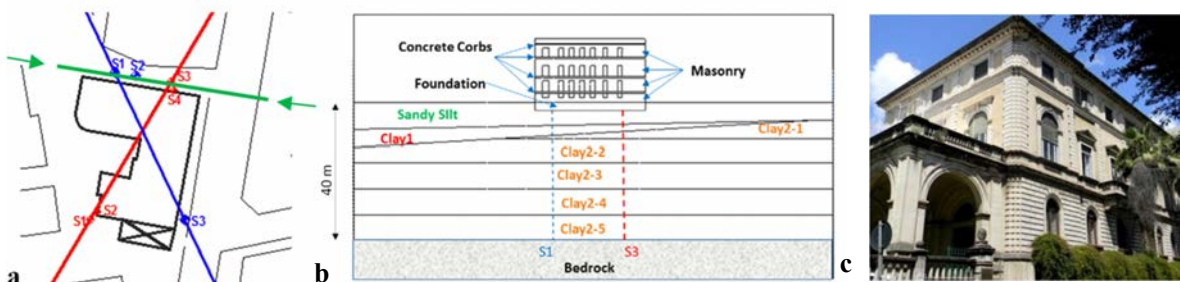 S1
S2
S3
S4
S1
S2
S3
a
Concrete Corbs
Foundation
Masonry
Sandy SIlt
Clay1
Clay2-1
Clay2-2
Clay2-3
Clay2-4
Clay2-5
40 m
S1
S3
Bedrock
b
c